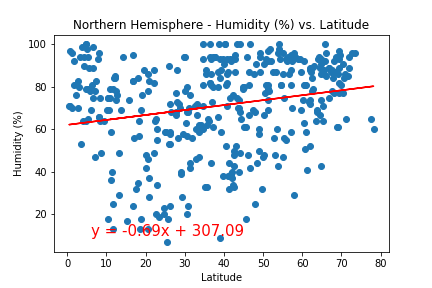 Northern Hemisphere - Humidity (%) vs. Latitude
100
80
60
40
20
Humidity (%)
y = -0.69x + 307.09
0 10 20 30 40 50 60 70 80
Latitude